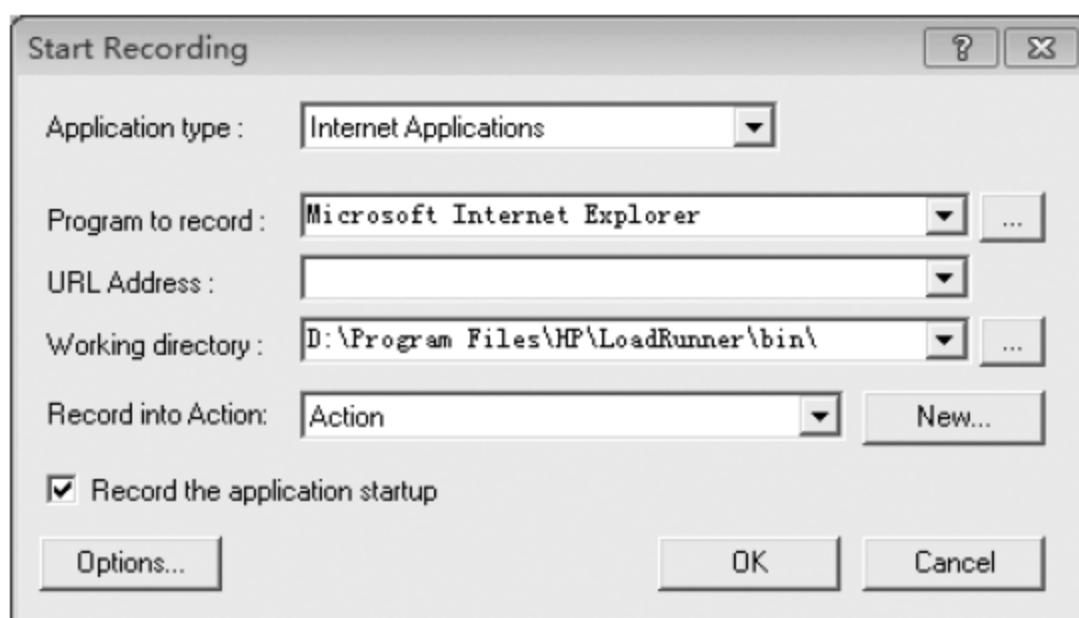 Start Recording
Application type :
Internet Applications
Program to record :
Microsoft Internet Explorer
...
URL Address :
Working directory :
D:\Program Files\HP\LoadRunner\bin\
...
Record into Action:
Action
New...
Record the application startup
Options...
OK
Cancel